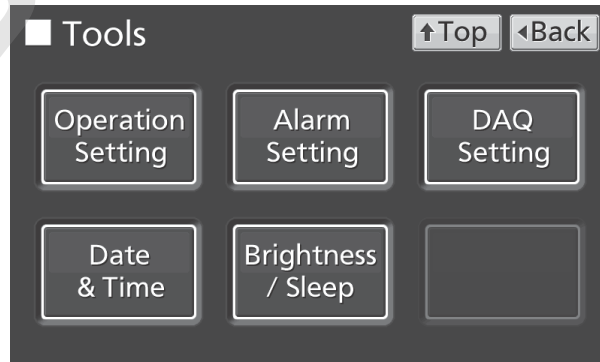 Tools
↑Top
◂Back
Operation
Setting
Alarm
Setting
DAQ
Setting
Date
& Time
Brightness
/ Sleep